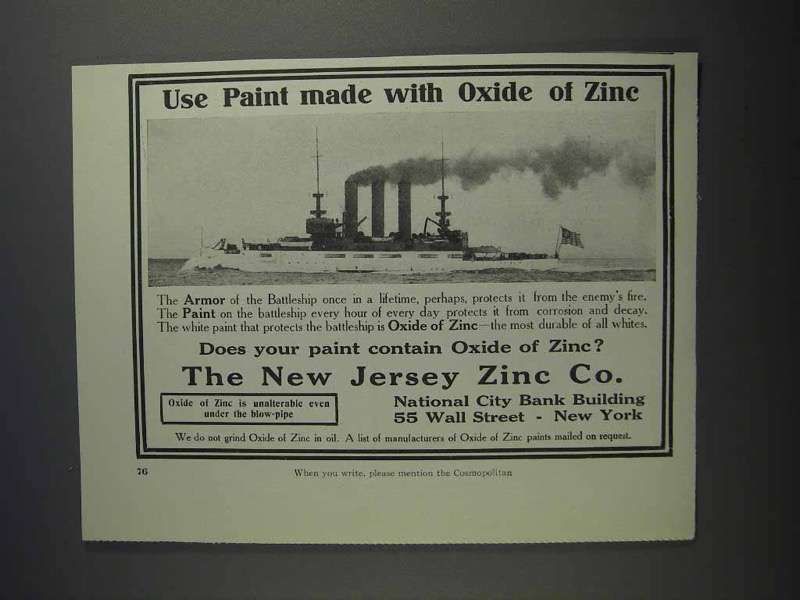 Use Paint made with Oxide of Zinc
The Armor of the Battleship once in a lifetime, perhaps, protects it from the enemy's fire.
The Paint on the battleship every hour of every day protects it from corrosion and decay.
The white paint that protects the battleship is Oxide of Zinc—the most durable of all whites.
Does your paint contain Oxide of Zinc?
The New Jersey Zinc Co.
Oxide of Zinc is unalterable even
under the blow-pipe
National City Bank Building
55 Wall Street - New York
We do not grind Oxide of Zinc in oil. A list of manufacturers of Oxide of Zinc paints mailed on request.
76
When you write, please mention the Cosmopolitan